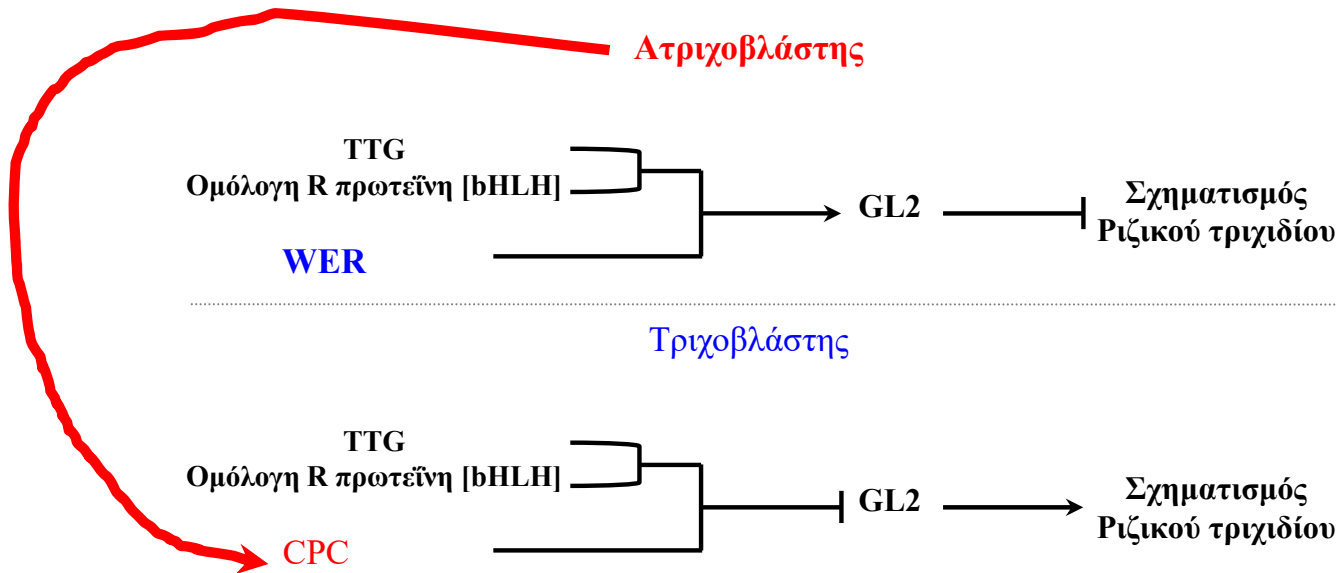 Ατριχοβλάστης
TTG
Ομόλογη R πρωτεΐνη [bHLH]
WER
GL2
Σχηματισμός
Ριζικού τριχιδίου
Τριχοβλάστης
TTG
Ομόλογη R πρωτεΐνη [bHLH]
CPC
GL2
Σχηματισμός
Ριζικού τριχιδίου